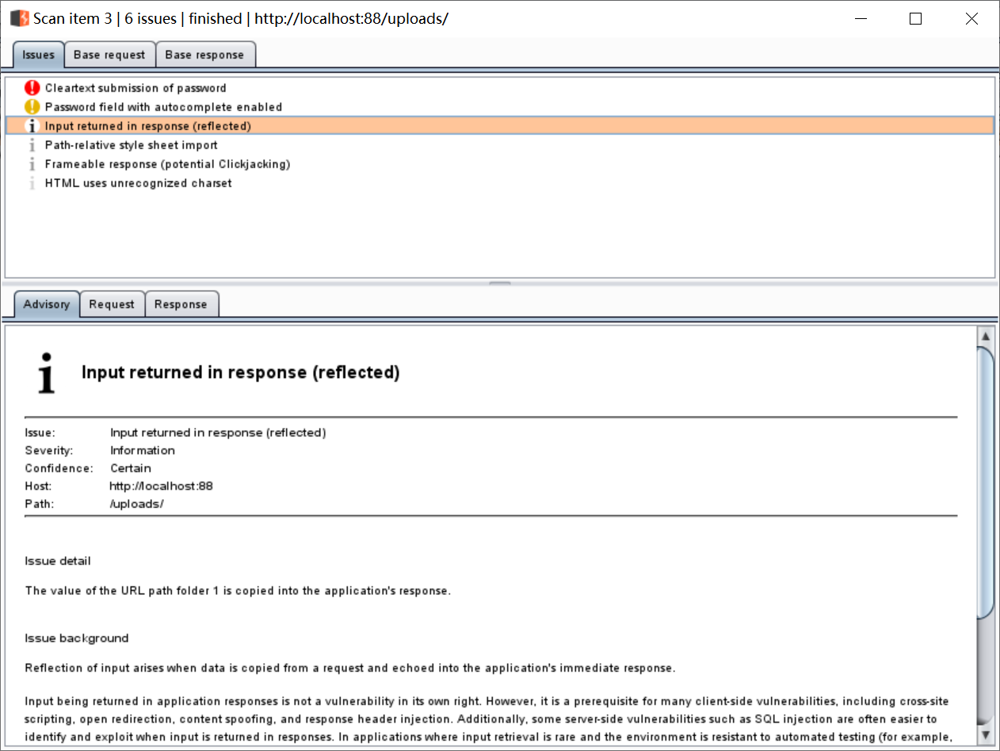 Scan item 3 | 6 issues | finished | http://localhost:88/uploads/
Issues Base request Base response
Cleartext submission of password
Password field with autocomplete enabled
Input returned in response (reflected)
Path-relative style sheet import
Frameable response (potential Clickjacking)
HTML uses unrecognized charset
Advisory Request Response
Input returned in response (reflected)
Issue: Input returned in response (reflected)
Severity: Information
Confidence: Certain
Host: http://localhost:88
Path: /uploads/
Issue detail
The value of the URL path folder 1 is copied into the application's response.
Issue background
Reflection of input arises when data is copied from a request and echoed into the application's immediate response.
Input being returned in application responses is not a vulnerability in its own right. However, it is a prerequisite for many client-side vulnerabilities, including cross-site
scripting, open redirection, content spoofing, and response header injection. Additionally, some server-side vulnerabilities such as SQL injection are often easier to
identify and exploit when input is returned in responses. In applications where input retrieval is rare and the environment is resistant to automated testing (for example,